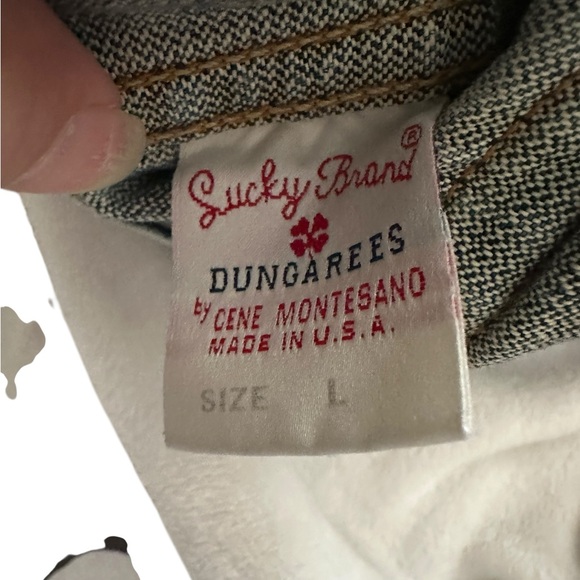 Lucky Brand®
DUNGAREES
by GENE MONTESANO
MADE IN U.S.A.
SIZE L